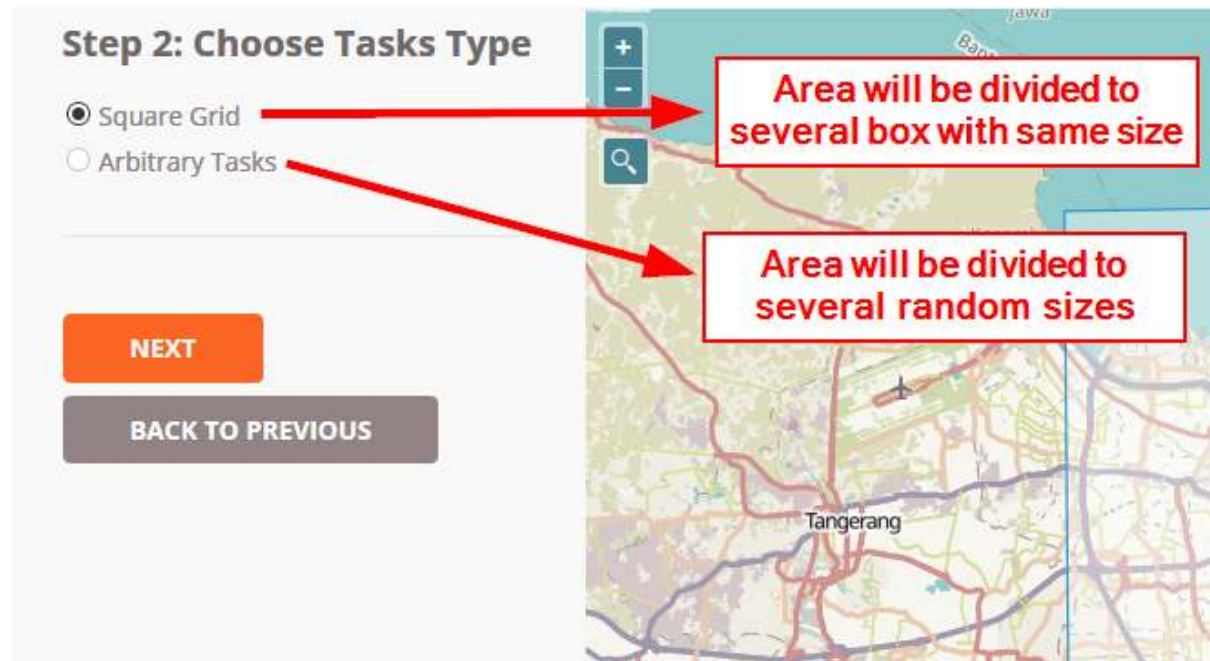 Step 2: Choose Tasks Type
Square Grid
Arbitrary Tasks
NEXT
BACK TO PREVIOUS
+
-
Jawa
Area will be divided to
several box with same size
Area will be divided to
several random sizes
Tangerang